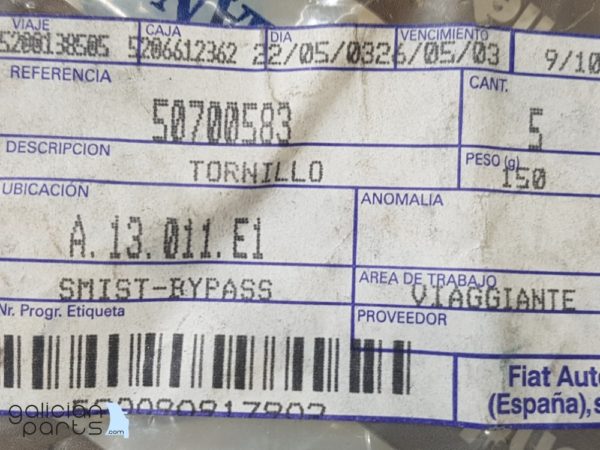 VIAJE CAJA DIA VENCIMIENTO
5200138505 5206612362 22/05/03 26/05/03 9/10
REFERENCIA CANT.
50700583 5
DESCRIPCION PESO (g)
TORNILLO 150
UBICACIÓN ANOMALIA
A. 13. 011. E1
AREA DE TRABAJO
SMIST-BYPASS VIAGGIANTE
Nr. Progr. Etiqueta PROVEEDOR
Fiat Auto
(España), s
galician
parts.com